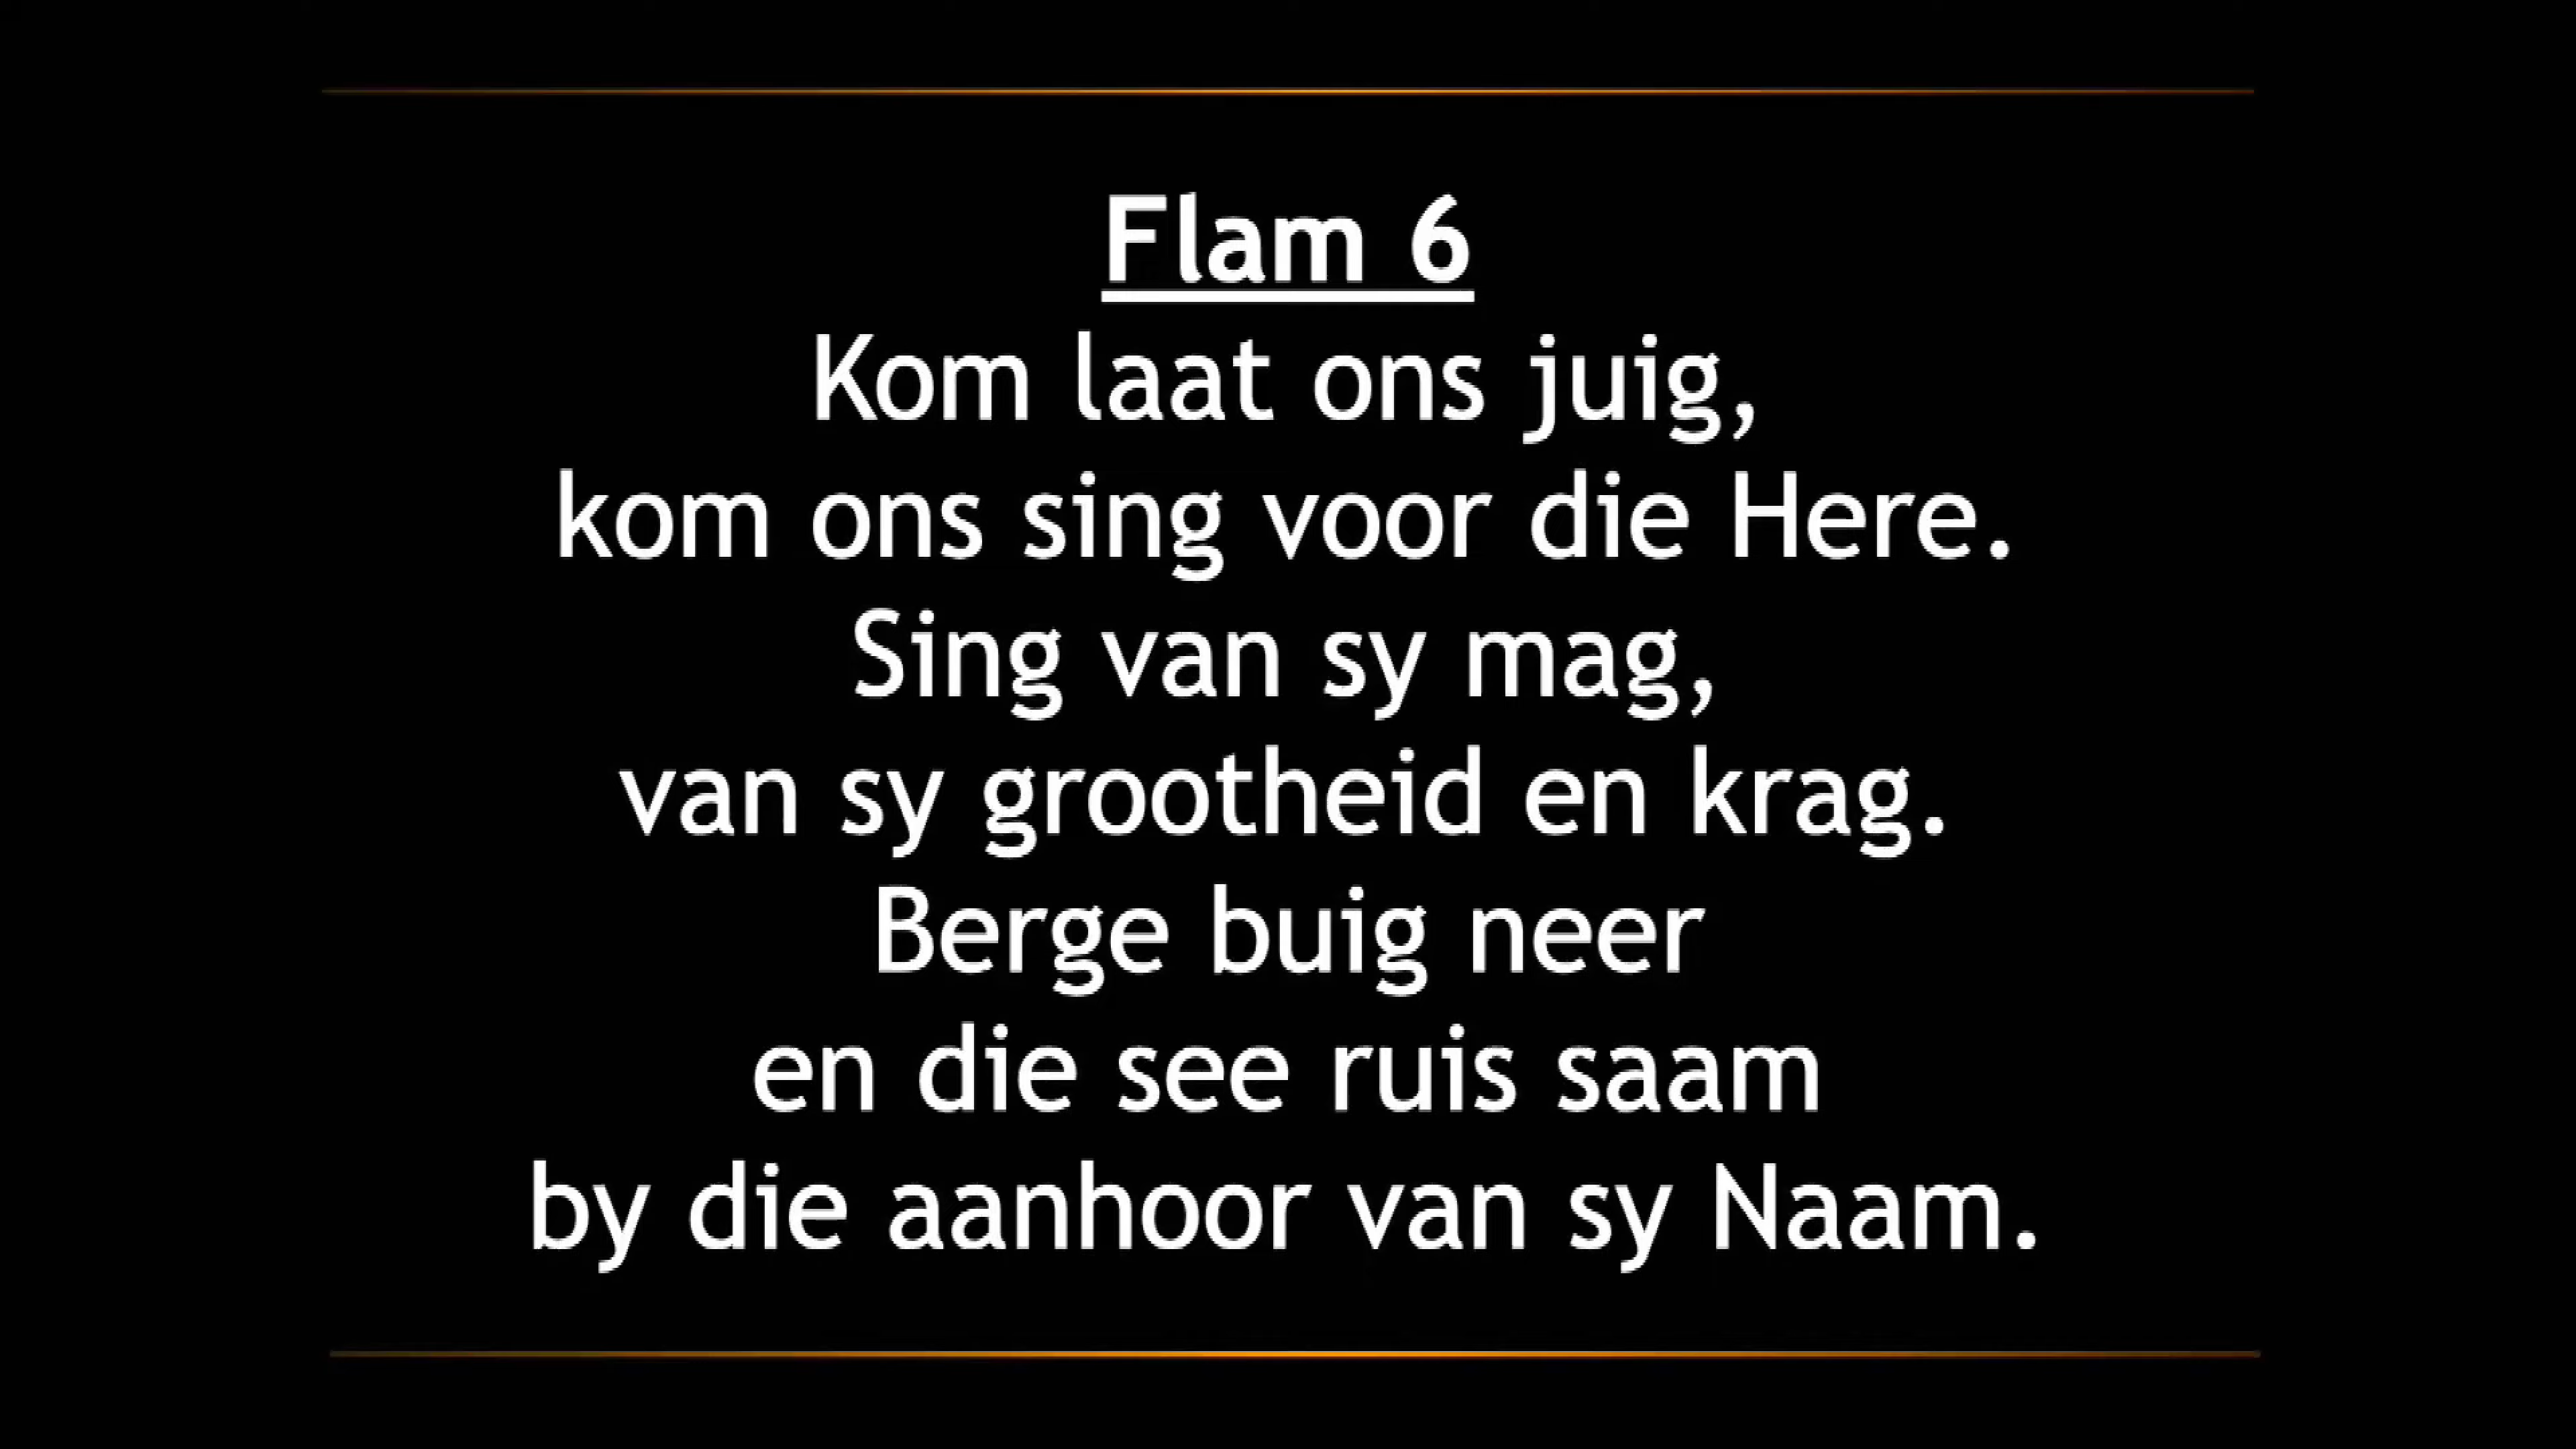 Flam 6
Kom laat ons juig,
kom ons sing voor die Here.
Sing van sy mag,
van sy grootheid en krag.
Berge buig neer
en die see ruis saam
by die aanhoor van sy Naam.